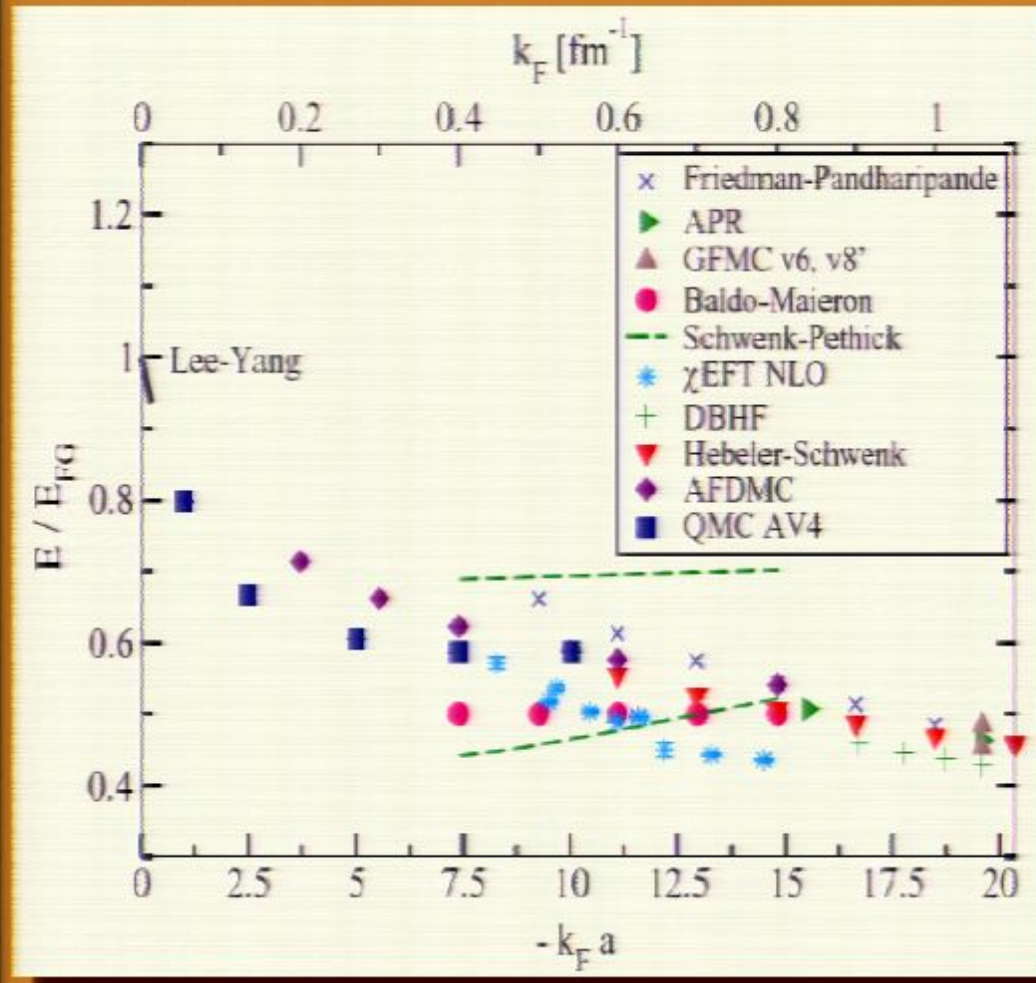 k_F [fm^-1]
0 0.2 0.4 0.6 0.8 1
1.2
1
0.8
0.6
0.4
E / E_FG
Lee-Yang
Friedman-Pandharipande
APR
GFMC v6, v8'
Baldo-Maieron
Schwenk-Pethick
χEFT NLO
DBHF
Hebeler-Schwenk
AFDMC
QMC AV4
0 2.5 5 7.5 10 12.5 15 17.5 20
- k_F a